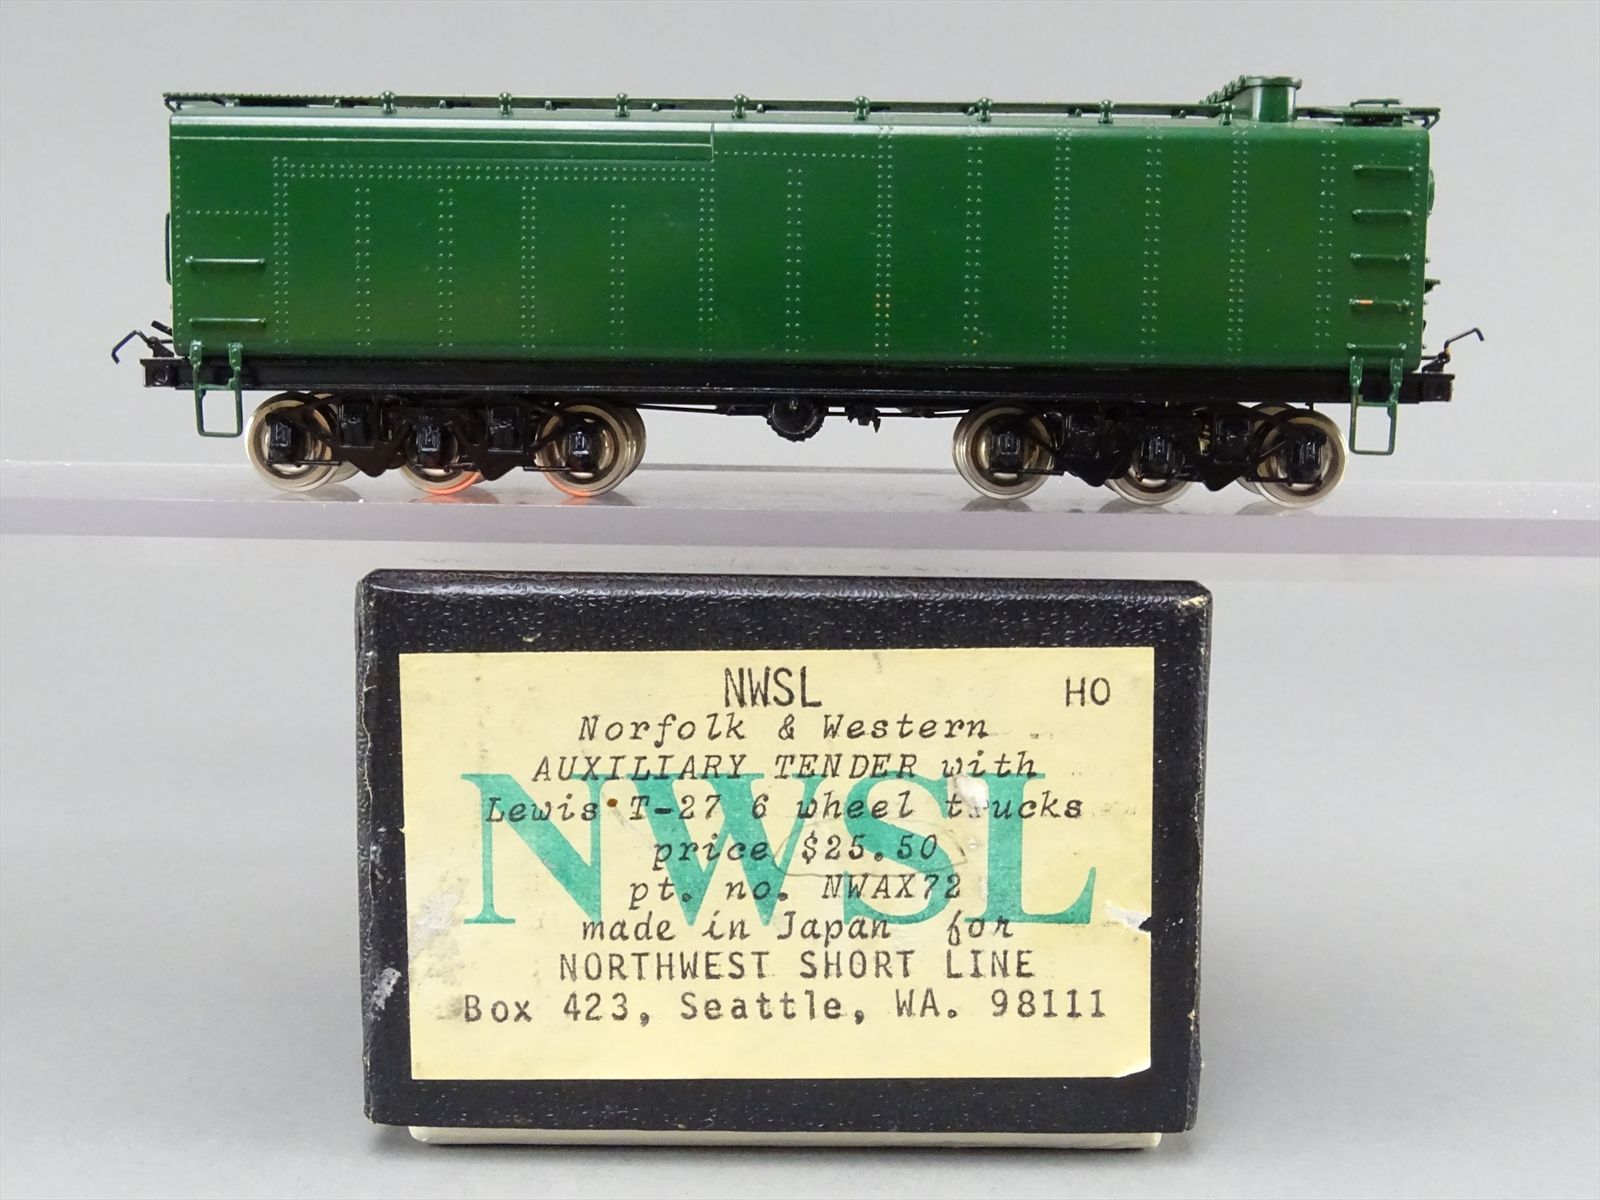 NWSL HO
Norfolk & Western
AUXILIARY TENDER with
Lewis T-27 6 wheel trucks
price $25.50
pt. no. NWAX72
made in Japan for
NORTHWEST SHORT LINE
Box 423, Seattle, WA. 98111
NWSL